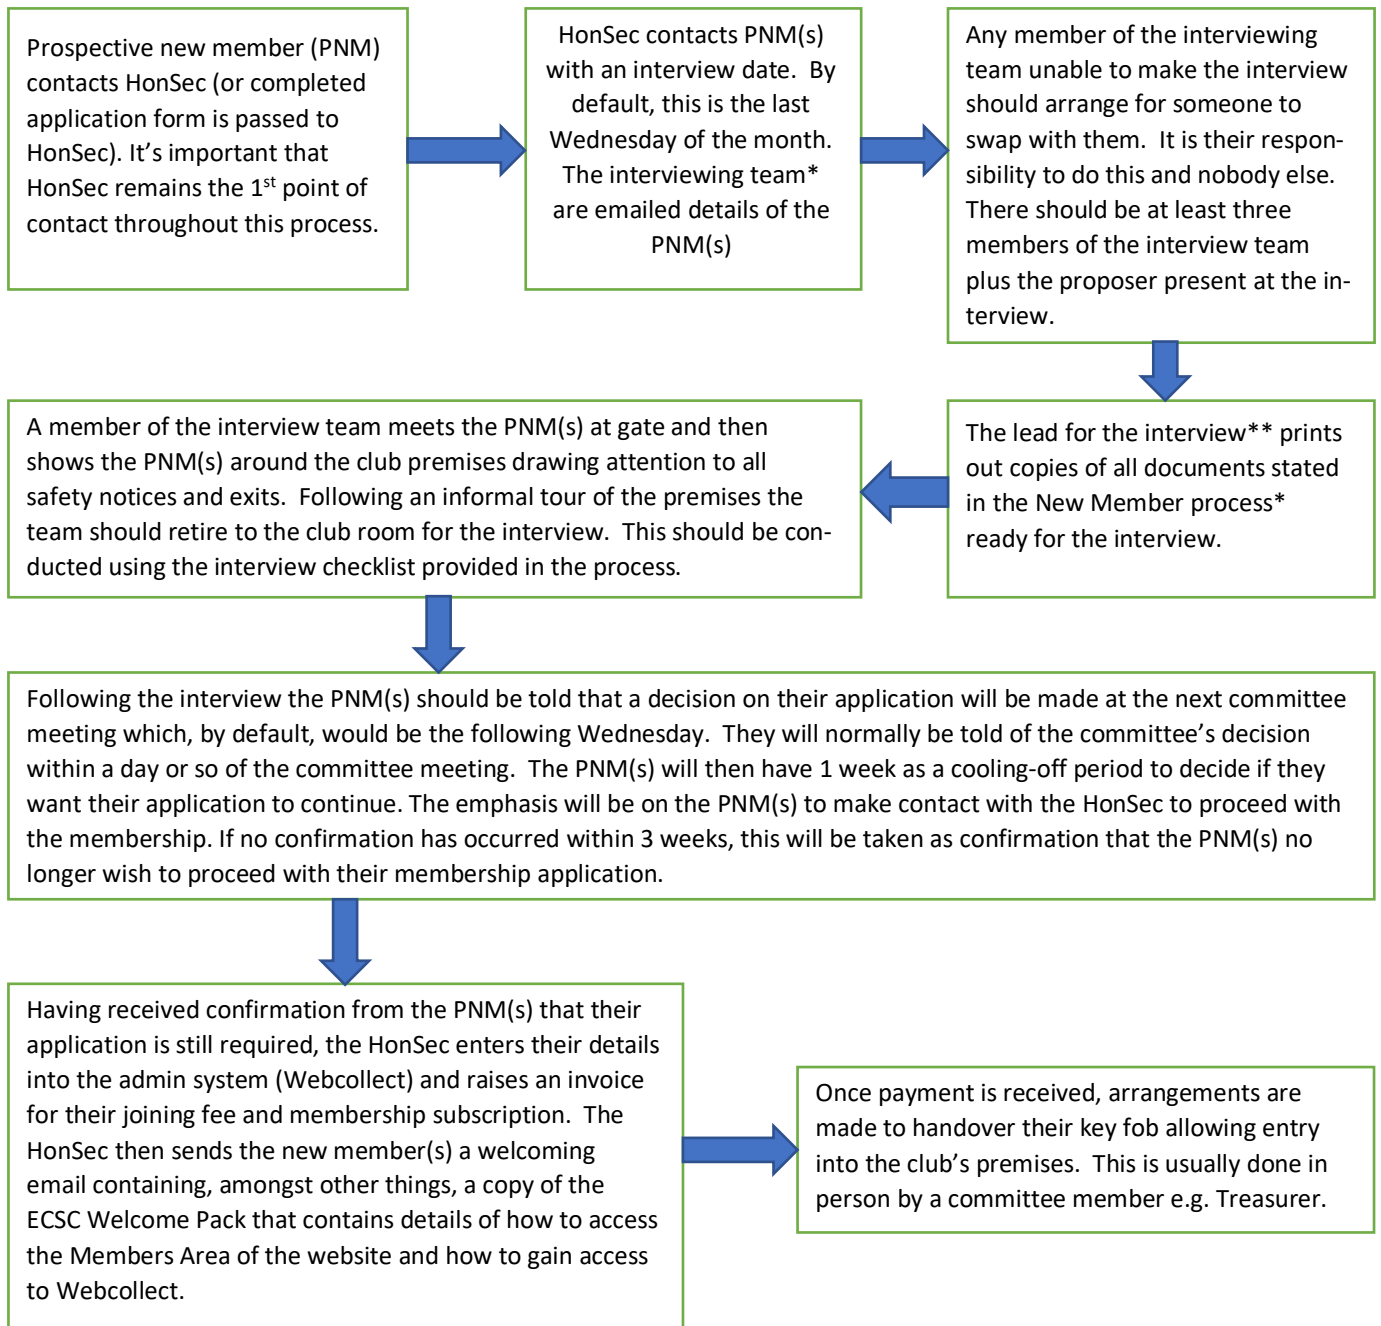 Prospective new member (PNM)
contacts HonSec (or completed
application form is passed to
HonSec). It’s important that
HonSec remains the 1st point of
contact throughout this process.
HonSec contacts PNM(s)
with an interview date.  By
default, this is the last
Wednesday of the month.
The interviewing team*
are emailed details of the
PNM(s)
Any member of the interviewing
team unable to make the interview
should arrange for someone to
swap with them.  It is their respon-
sibility to do this and nobody else.
There should be at least three
members of the interview team
plus the proposer present at the in-
terview.
The lead for the interview** prints
out copies of all documents stated
in the New Member process*
ready for the interview.
A member of the interview team meets the PNM(s) at gate and then
shows the PNM(s) around the club premises drawing attention to all
safety notices and exits.  Following an informal tour of the premises the
team should retire to the club room for the interview.  This should be con-
ducted using the interview checklist provided in the process.
Following the interview the PNM(s) should be told that a decision on their application will be made at the next committee
meeting which, by default, would be the following Wednesday.  They will normally be told of the committee’s decision
within a day or so of the committee meeting.  The PNM(s) will then have 1 week as a cooling-off period to decide if they
want their application to continue. The emphasis will be on the PNM(s) to make contact with the HonSec to proceed with
the membership. If no confirmation has occurred within 3 weeks, this will be taken as confirmation that the PNM(s) no
longer wish to proceed with their membership application.
Having received confirmation from the PNM(s) that their
application is still required, the HonSec enters their details
into the admin system (Webcollect) and raises an invoice
for their joining fee and membership subscription.  The
HonSec then sends the new member(s) a welcoming
email containing, amongst other things, a copy of the
ECSC Welcome Pack that contains details of how to access
the Members Area of the website and how to gain access
to Webcollect.
Once payment is received, arrangements are
made to handover their key fob allowing entry
into the club’s premises.  This is usually done in
person by a committee member e.g. Treasurer.